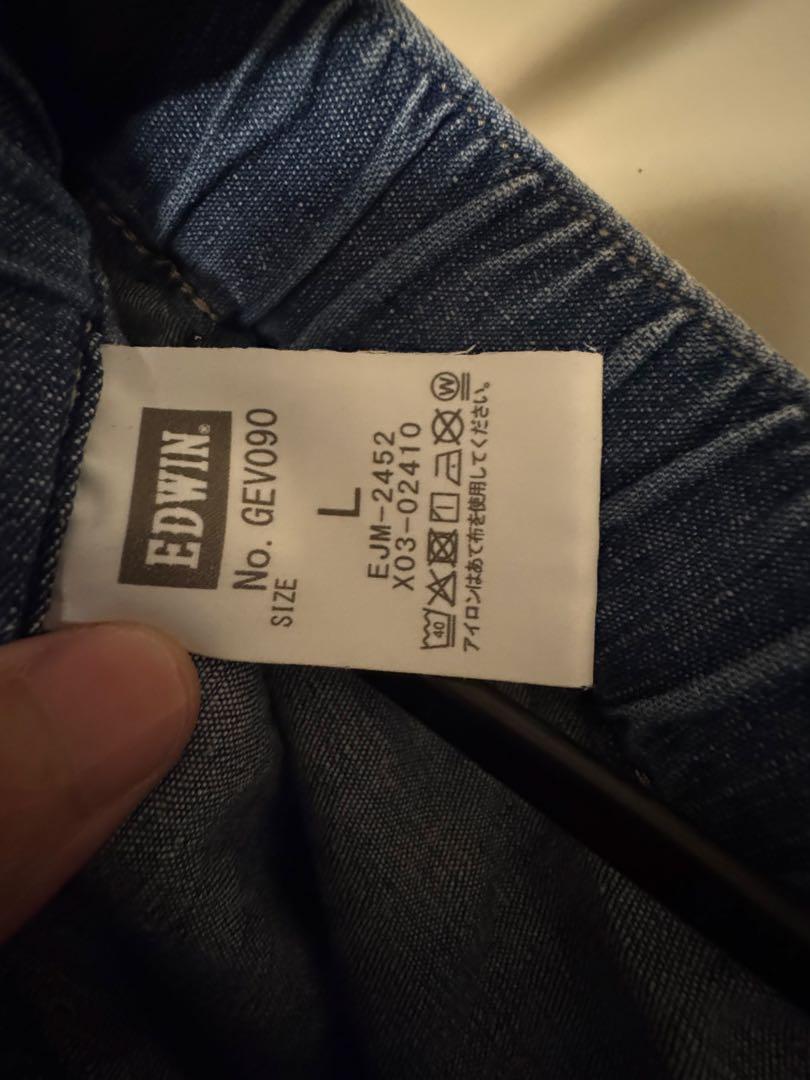 EDWIN®
No. GEV090
SIZE
L
EJM-2452
X03-02410
40
W
アイロンはあて布を使用してください。